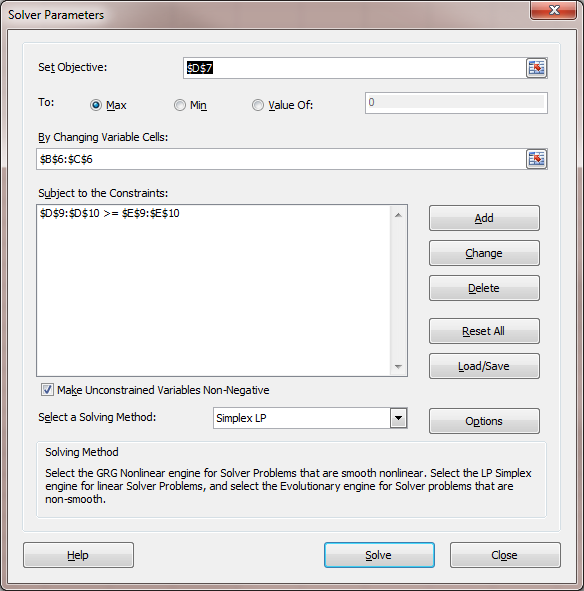 Solver Parameters
Set Objective:
$D$7
To:
Max
Min
Value Of:
0
By Changing Variable Cells:
$B$6:$C$6
Subject to the Constraints:
$D$9:$D$10 >= $E$9:$E$10
Add
Change
Delete
Reset All
Load/Save
Make Unconstrained Variables Non-Negative
Select a Solving Method:
Simplex LP
Options
Solving Method
Select the GRG Nonlinear engine for Solver Problems that are smooth nonlinear. Select the LP Simplex
engine for linear Solver Problems, and select the Evolutionary engine for Solver problems that are
non-smooth.
Help
Solve
Close